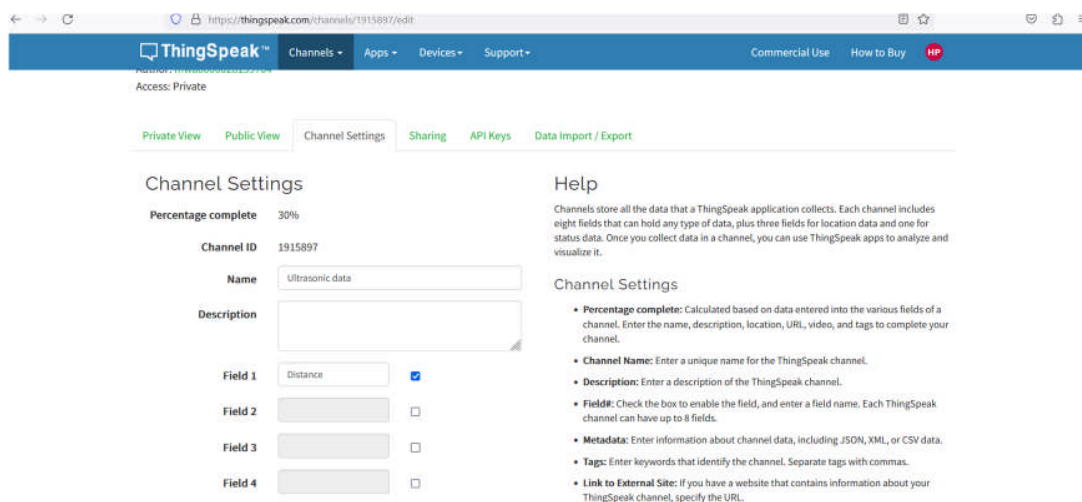 https://thingspeak.com/channels/1915897/edit
ThingSpeak™ Channels Apps Devices Support Commercial Use How to Buy HP
Access: Private
Private View Public View Channel Settings Sharing API Keys Data Import / Export
Channel Settings
Percentage complete 30%
Channel ID 1915897
Name Ultrasonic data
Description
Field 1 Distance
Field 2
Field 3
Field 4
Help
Channels store all the data that a ThingSpeak application collects. Each channel includes
eight fields that can hold any type of data, plus three fields for location data and one for
status data. Once you collect data in a channel, you can use ThingSpeak apps to analyze and
visualize it.
Channel Settings
• Percentage complete: Calculated based on data entered into the various fields of a
channel. Enter the name, description, location, URL, video, and tags to complete your
channel.
• Channel Name: Enter a unique name for the ThingSpeak channel.
• Description: Enter a description of the ThingSpeak channel.
• Field#: Check the box to enable the field, and enter a field name. Each ThingSpeak
channel can have up to 8 fields.
• Metadata: Enter information about channel data, including JSON, XML, or CSV data.
• Tags: Enter keywords that identify the channel. Separate tags with commas.
• Link to External Site: If you have a website that contains information about your
ThingSpeak channel, specify the URL.